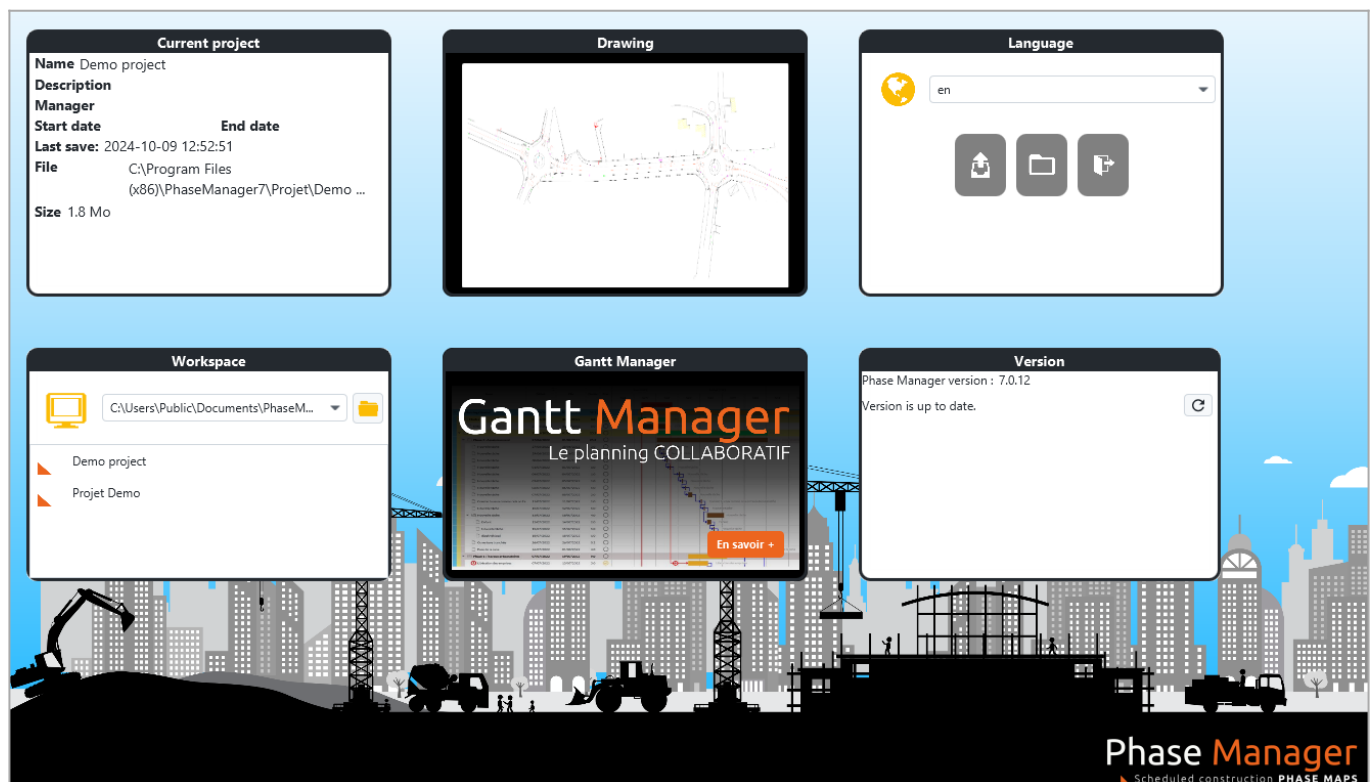 Current project
Name Demo project
Description
Manager
Start date End date
Last save: 2024-10-09 12:52:51
File C:\Program Files
(x86)\PhaseManager7\Projet\Demo ...
Size 1.8 Mo
Drawing
Language
en
Workspace
C:\Users\Public\Documents\PhaseM...
Demo project
Projet Demo
Gantt Manager
Gantt Manager
Le planning COLLABORATIF
En savoir +
Version
Phase Manager version : 7.0.12
Version is up to date.
Phase Manager
Scheduled construction PHASE MAPS